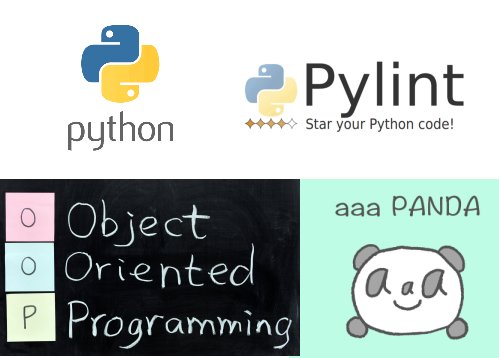 python
Pylint
Star your Python code!
O Object
O Oriented
P Programming
aaa PANDA
a a a